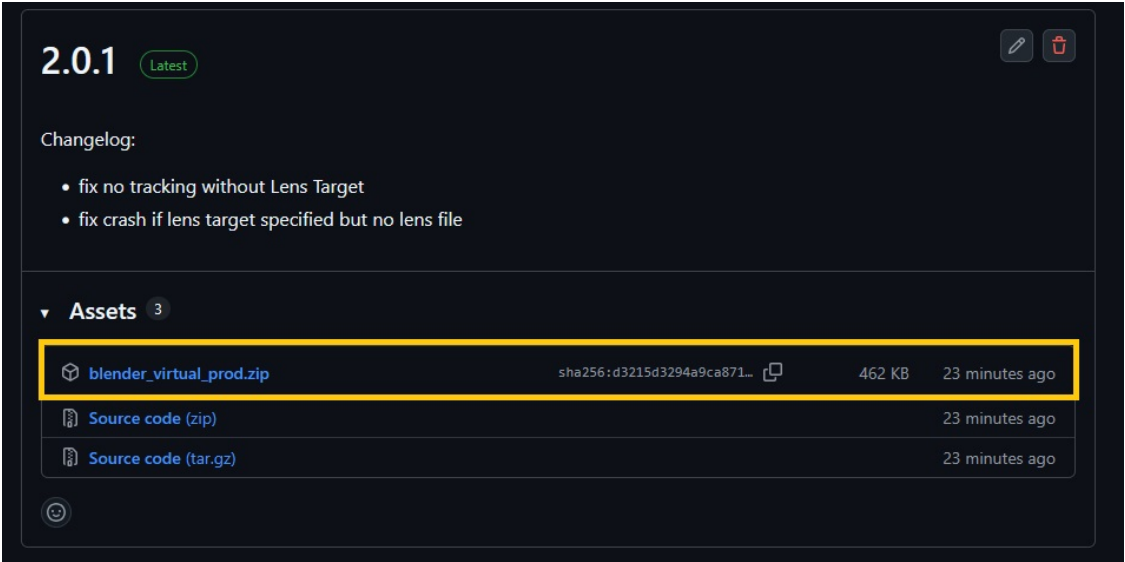 2.0.1 Latest
Changelog:
• fix no tracking without Lens Target
• fix crash if lens target specified but no lens file
Assets 3
blender_virtual_prod.zip sha256:d3215d3294a9ca871… 462 KB 23 minutes ago
Source code (zip) 23 minutes ago
Source code (tar.gz) 23 minutes ago